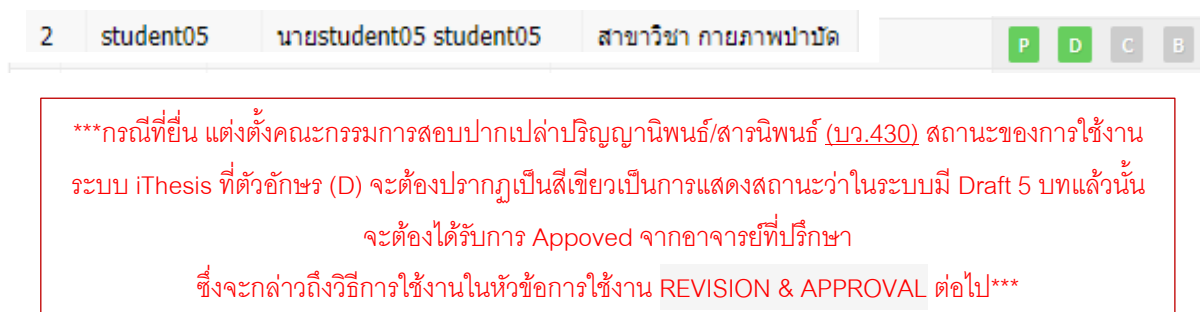 2 student05 นายstudent05 student05 สาขาวิชา กายภาพบำบัด P D C B
***กรณีที่ยื่น แต่งตั้งคณะกรรมการสอบปากเปล่าปริญญานิพนธ์/สารนิพนธ์ (บว.430) สถานะของการใช้งาน
ระบบ iThesis ที่ตัวอักษร (D) จะต้องปรากฏเป็นสีเขียวเป็นการแสดงสถานะว่าในระบบมี Draft 5 บทแล้วนั้น
จะต้องได้รับการ Appoved จากอาจารย์ที่ปรึกษา
ซึ่งจะกล่าวถึงวิธีการใช้งานในหัวข้อการใช้งาน REVISION & APPROVAL ต่อไป***